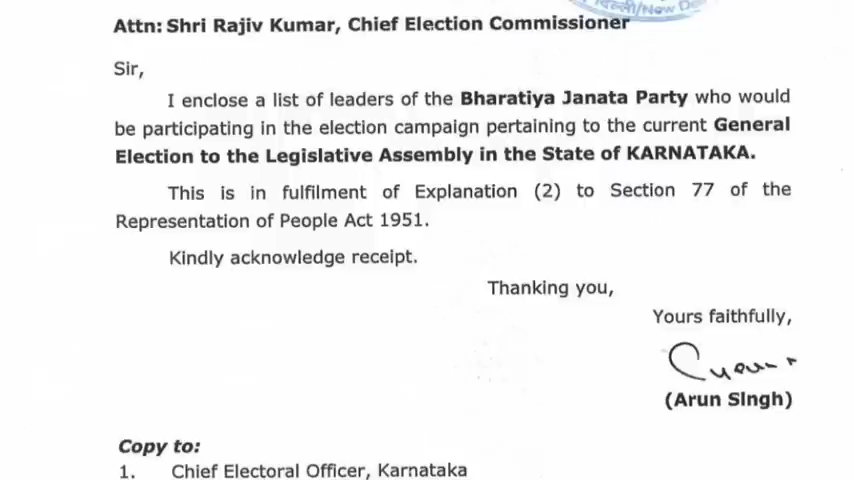 दिल्ली/New De
Attn: Shri Rajiv Kumar, Chief Election Commissioner
Sir,
I enclose a list of leaders of the Bharatiya Janata Party who would
be participating in the election campaign pertaining to the current General
Election to the Legislative Assembly in the State of KARNATAKA.
This is in fulfilment of Explanation (2) to Section 77 of the
Representation of People Act 1951.
Kindly acknowledge receipt.
Thanking you,
Yours faithfully,
(Arun Singh)
Copy to:
1. Chief Electoral Officer, Karnataka